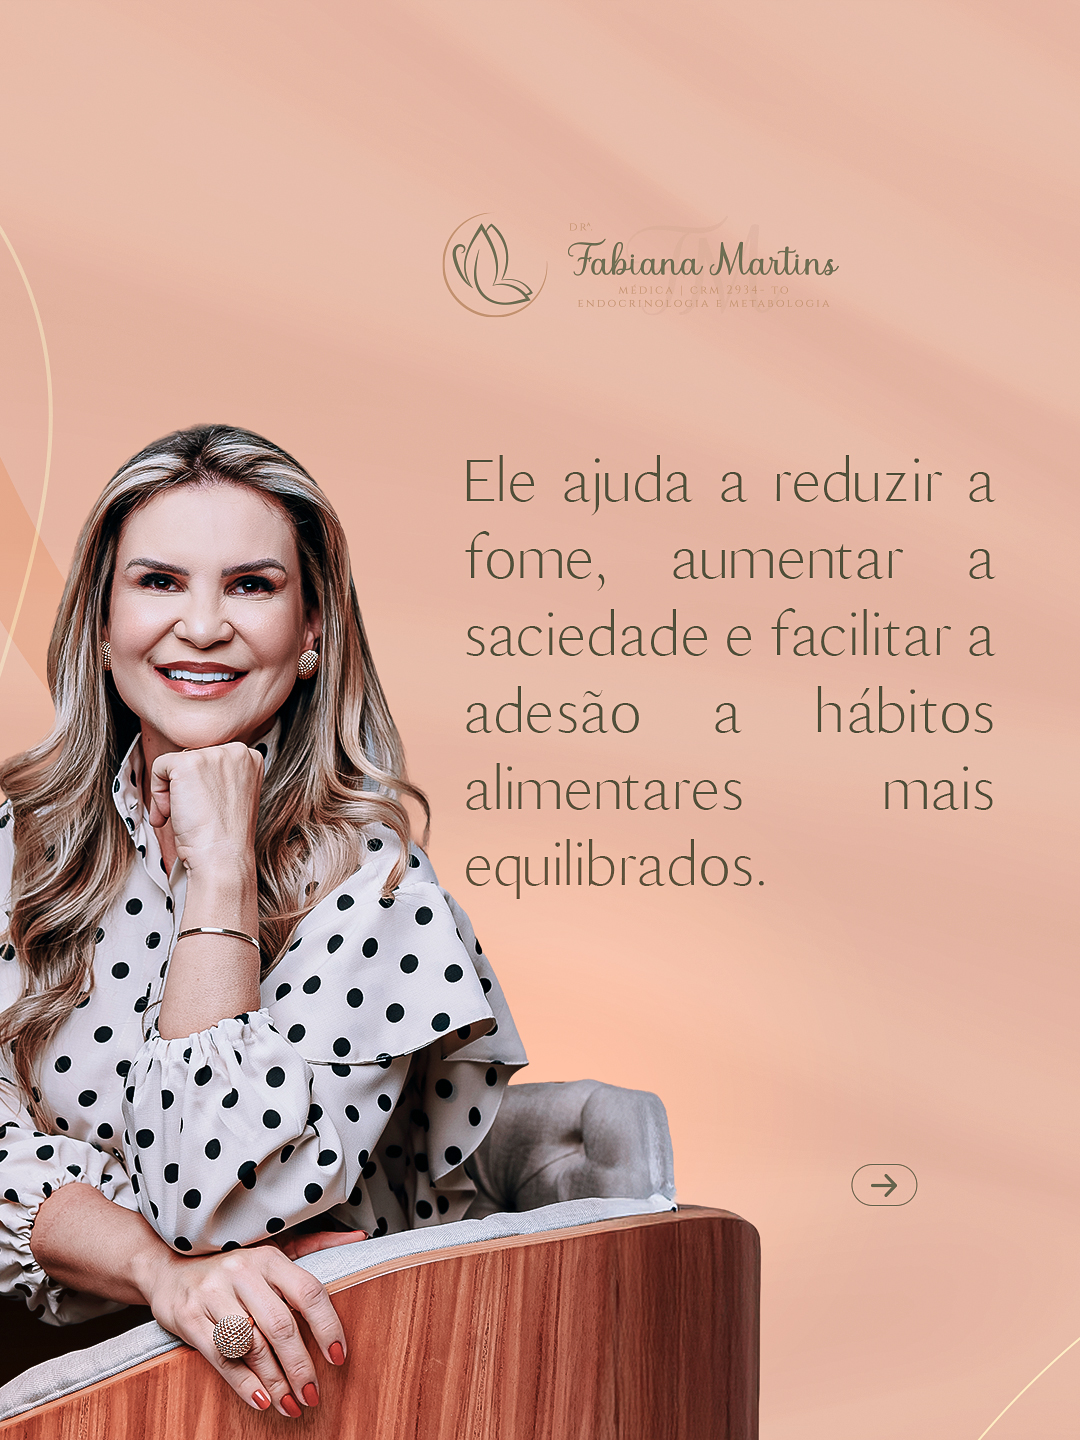 DRª.
Fabiana Martins
MÉDICA | CRM 2934- TO
ENDOCRINOLOGIA E METABOLOGIA
Ele ajuda a reduzir a
fome, aumentar a
saciedade e facilitar a
adesão a hábitos
alimentares mais
equilibrados.